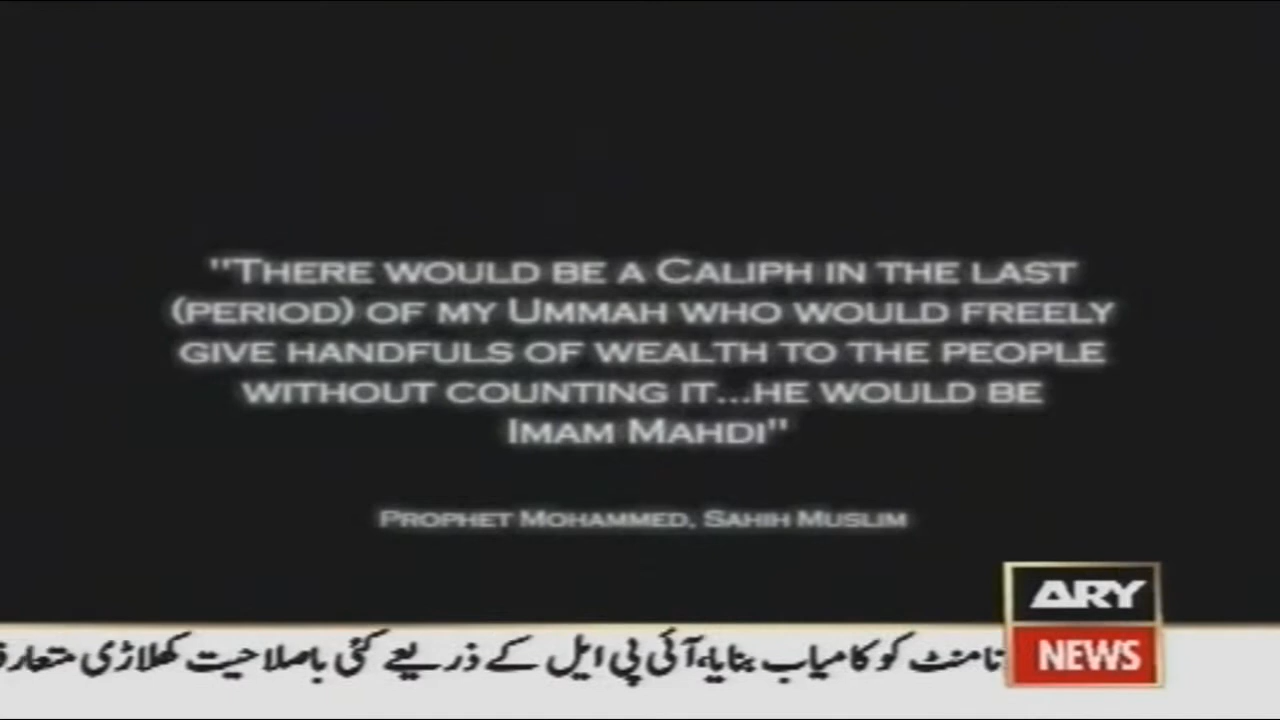 "THERE WOULD BE A CALIPH IN THE LAST
(PERIOD) OF MY UMMAH WHO WOULD FREELY
GIVE HANDFULS OF WEALTH TO THE PEOPLE
WITHOUT COUNTING IT...HE WOULD BE
IMAM MAHDI"
PROPHET MOHAMMED, SAHIH MUSLIM
ARY
NEWS
کو کامیاب بنایا،آئی پی ایل کے ذریعے کئی باصلاحیت کھلاڑی